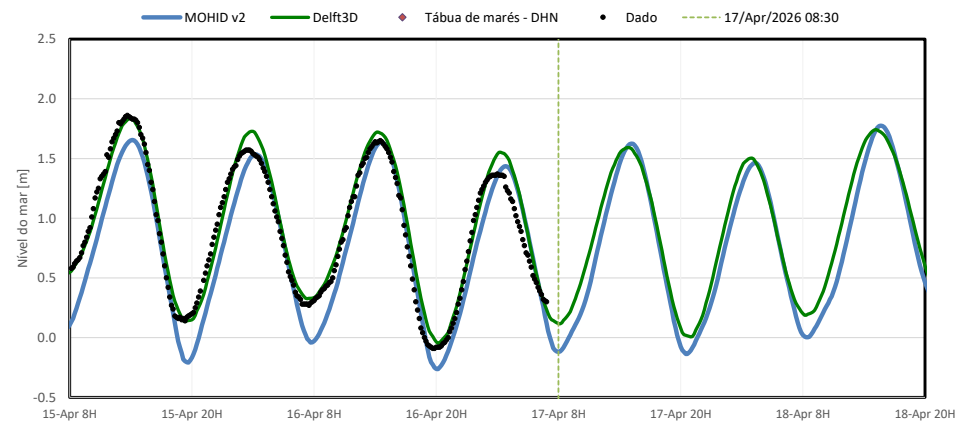 MOHID v2 Delft3D Tábua de marés - DHN Dado 17/Apr/2026 08:30
2.5
2.0
1.5
1.0
0.5
0.0
-0.5
Nivel do mar [m]
15-Apr 8H 15-Apr 20H 16-Apr 8H 16-Apr 20H 17-Apr 8H 17-Apr 20H 18-Apr 8H 18-Apr 20H